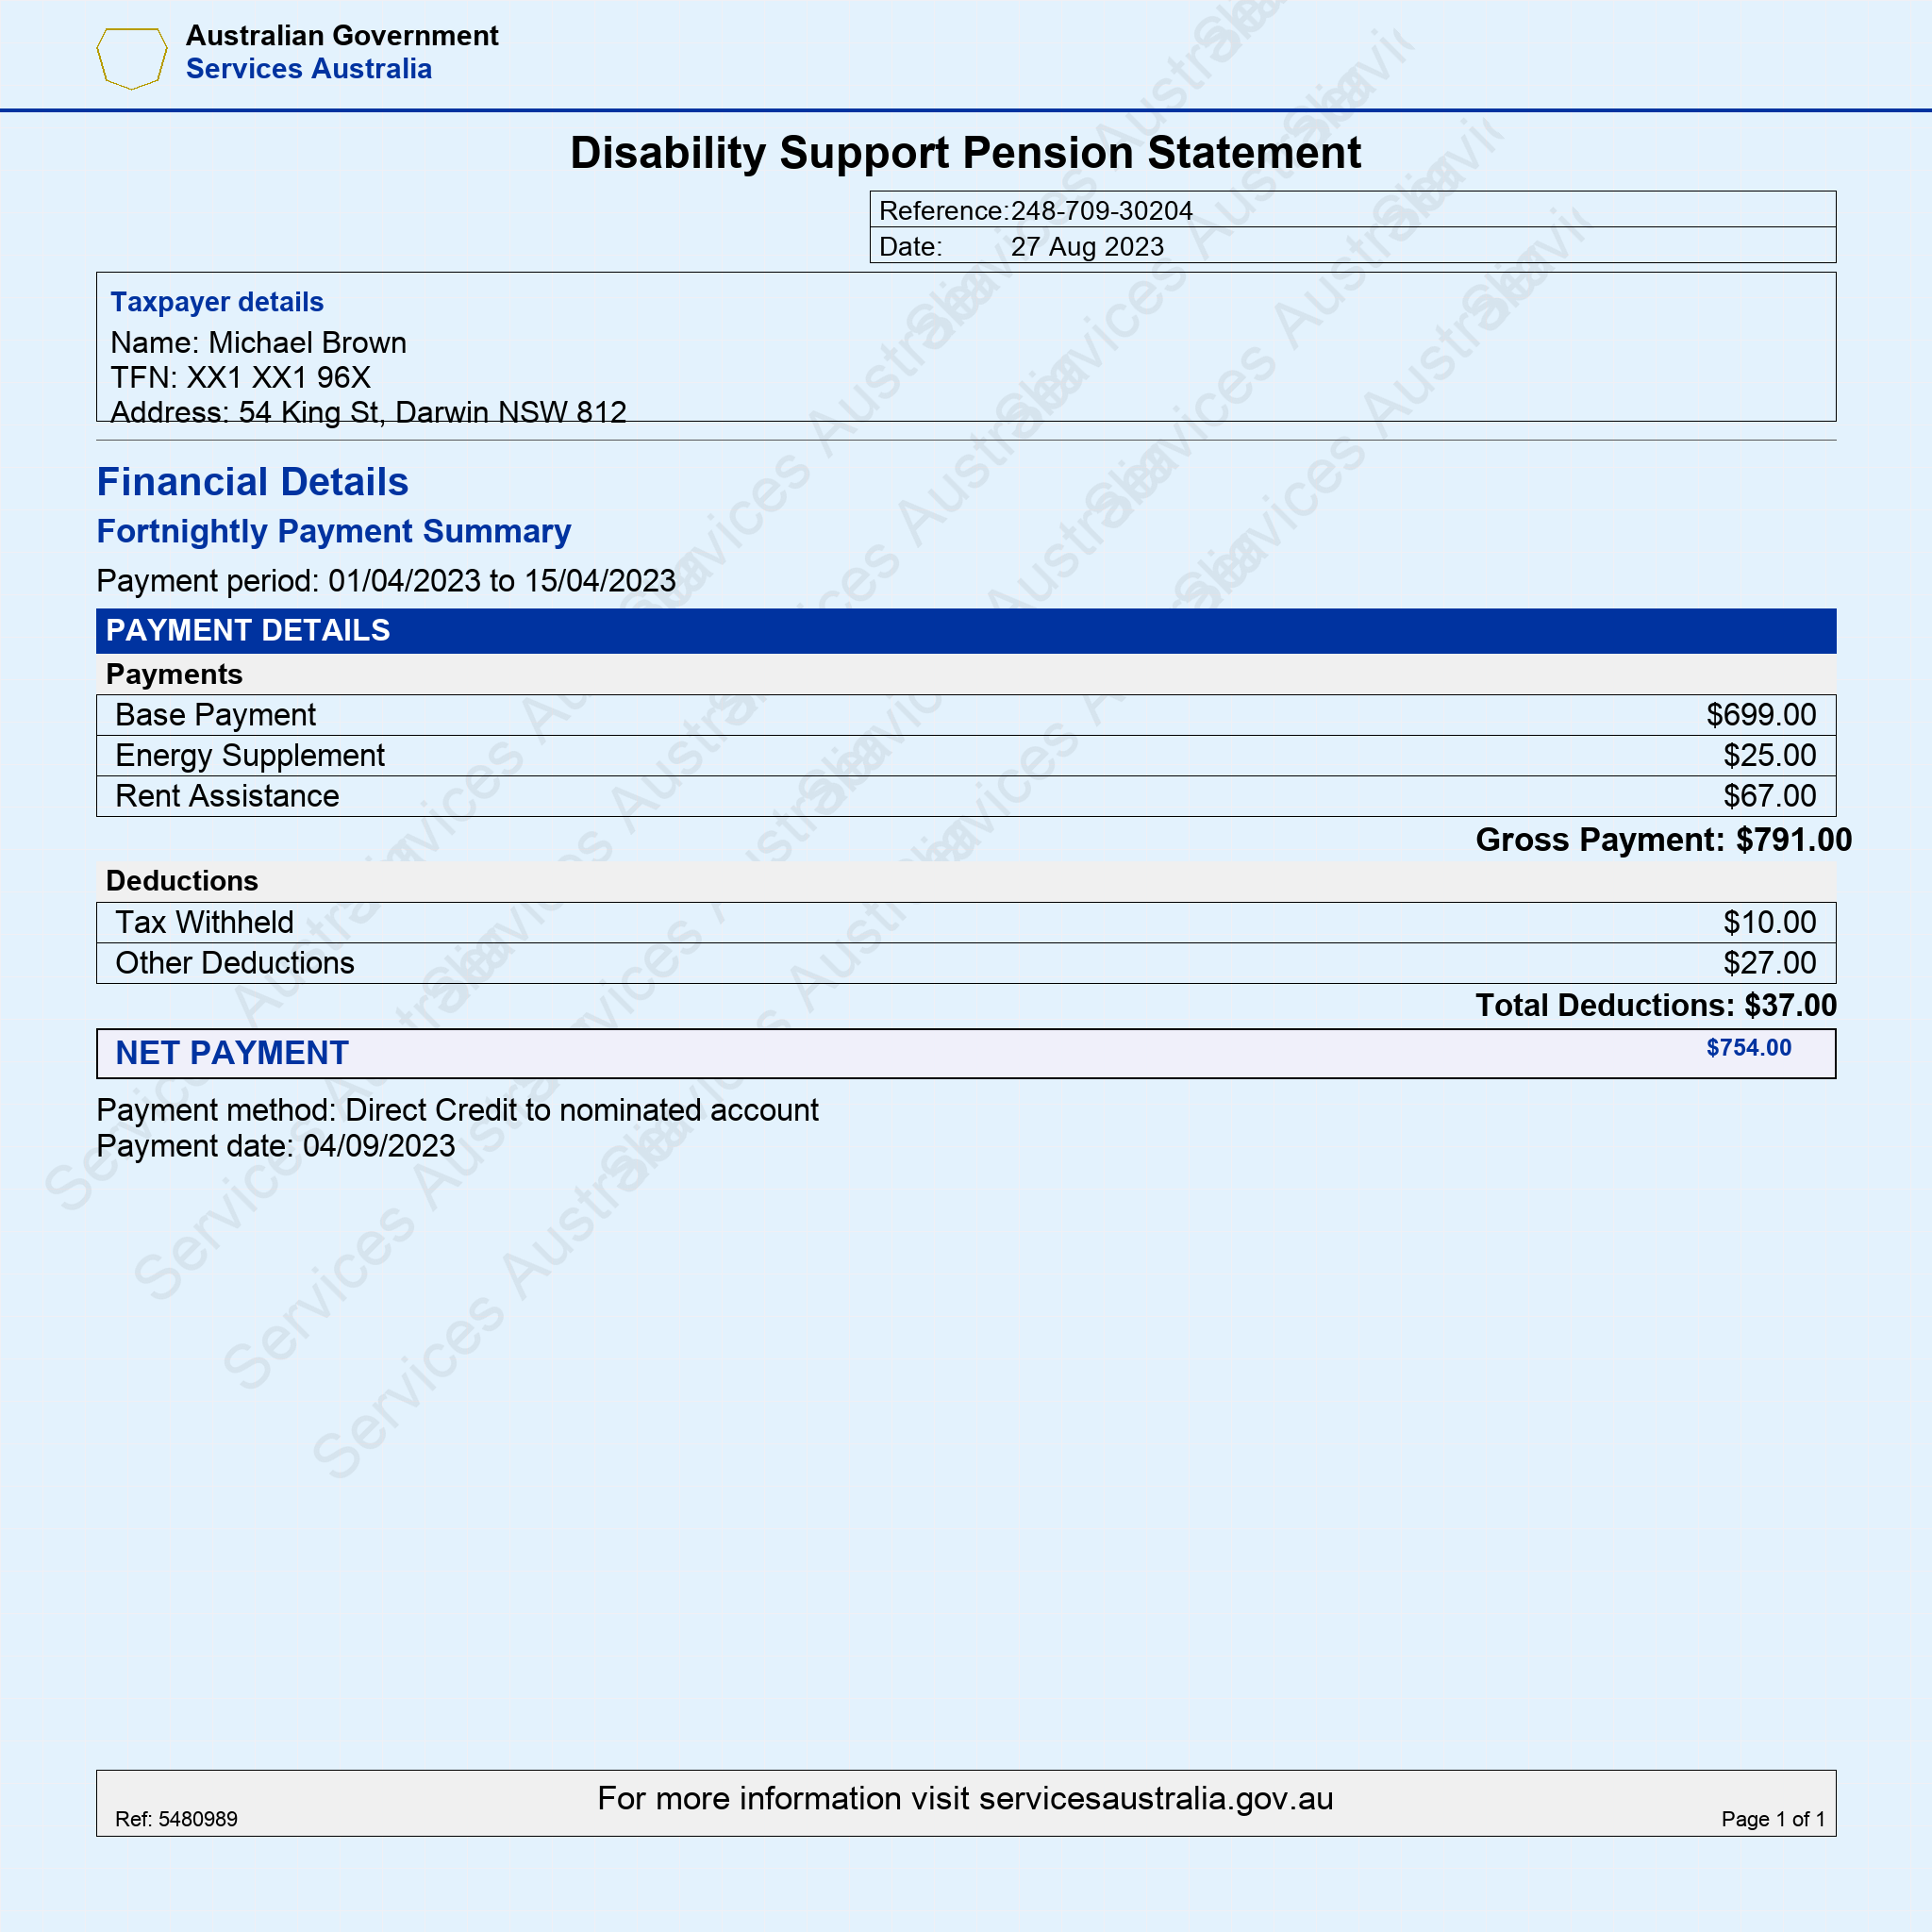 Australian Government
Services Australia
Disability Support Pension Statement
Reference: 248-709-30204
Date: 27 Aug 2023
Taxpayer details
Name: Michael Brown
TFN: XX1 XX1 96X
Address: 54 King St, Darwin NSW 812
Financial Details
Fortnightly Payment Summary
Payment period: 01/04/2023 to 15/04/2023
PAYMENT DETAILS
Payments
Base Payment $699.00
Energy Supplement $25.00
Rent Assistance $67.00
Gross Payment: $791.00
Deductions
Tax Withheld $10.00
Other Deductions $27.00
Total Deductions: $37.00
NET PAYMENT $754.00
Payment method: Direct Credit to nominated account
Payment date: 04/09/2023
For more information visit servicesaustralia.gov.au
Ref: 5480989
Page 1 of 1
Services Australia
Services Australia
Services Australia
Services Australia